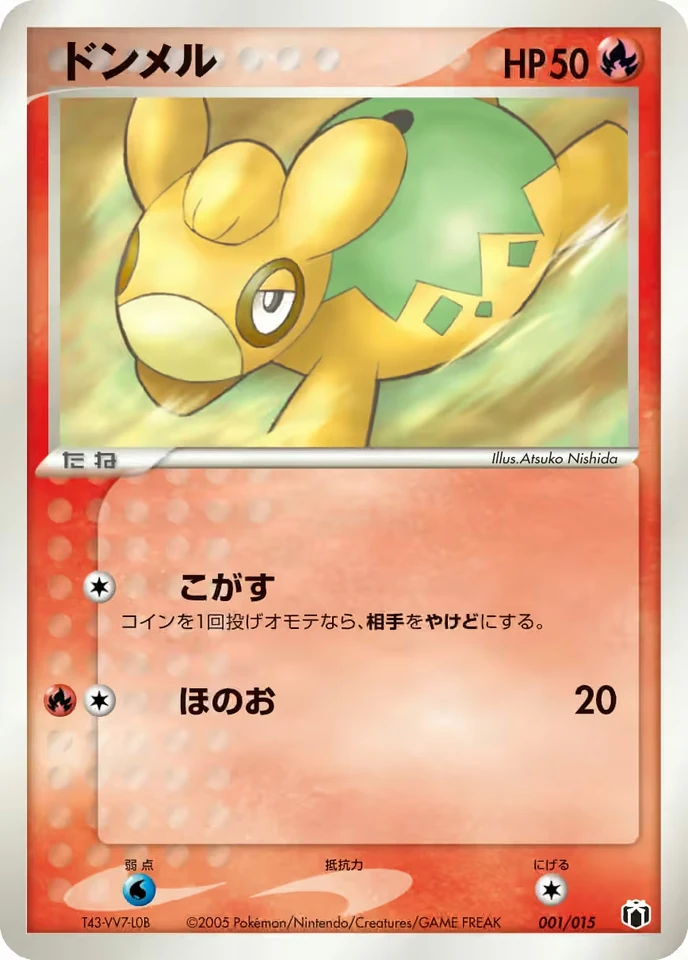 ドンメル HP50
たね Illus.Atsuko Nishida
こがす
コインを1回投げオモテなら、相手をやけどにする。
ほのお 20
弱点 抵抗力 にげる
T43-VV7-L0B ©2005 Pokémon/Nintendo/Creatures/GAME FREAK 001/015